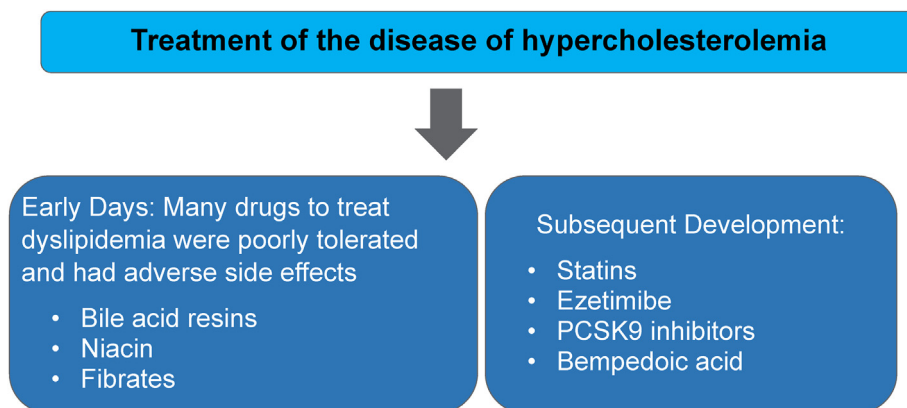 Treatment of the disease of hypercholesterolemia
Early Days: Many drugs to treat
dyslipidemia were poorly tolerated
and had adverse side effects
• Bile acid resins
• Niacin
• Fibrates
Subsequent Development:
• Statins
• Ezetimibe
• PCSK9 inhibitors
• Bempedoic acid